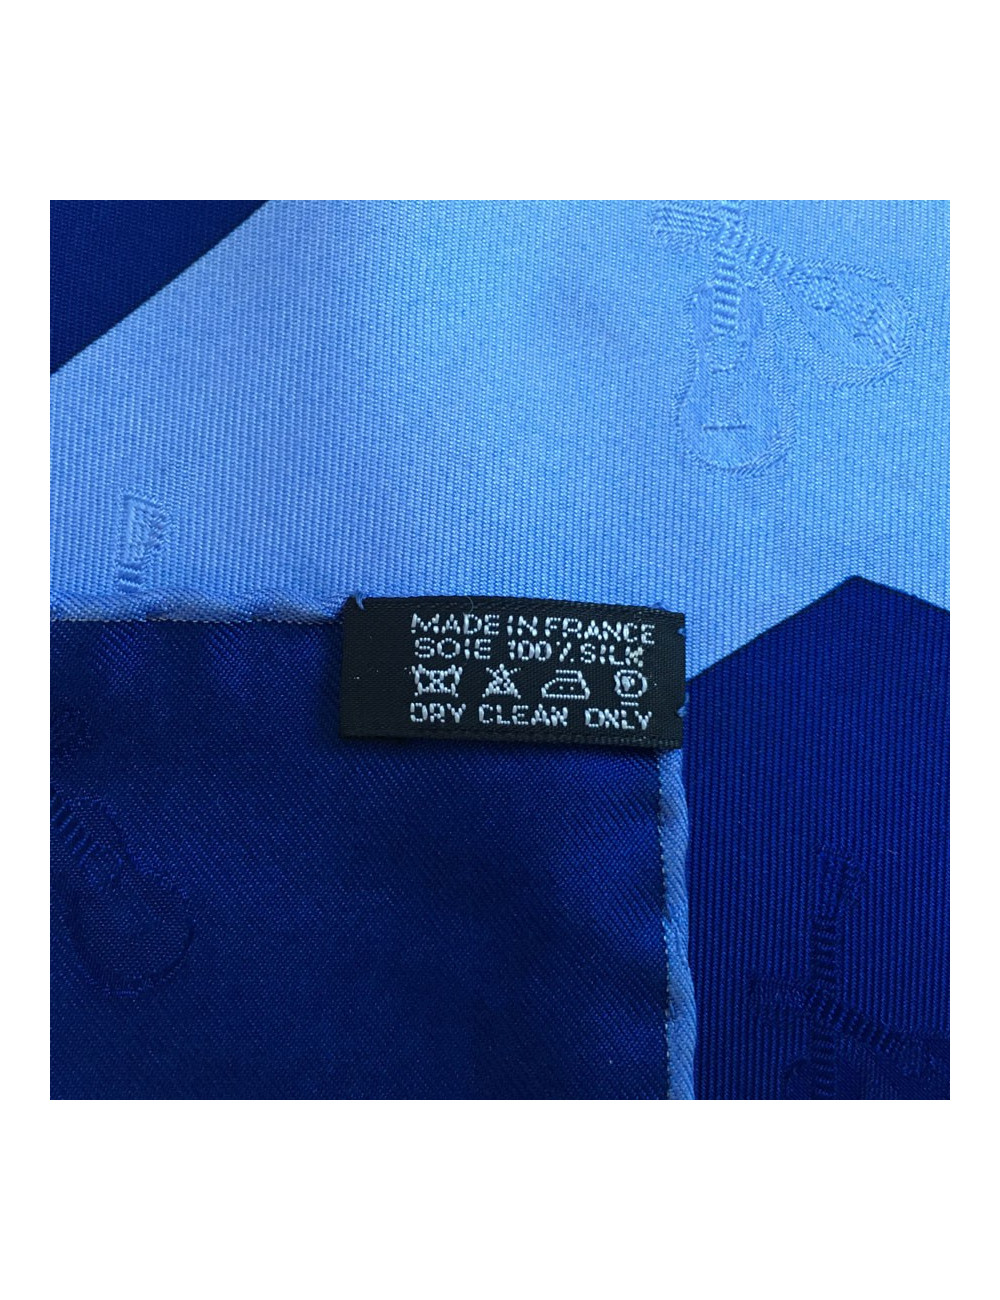 MADE IN FRANCE
SOIE 100% SILK
P
DRY CLEAN ONLY